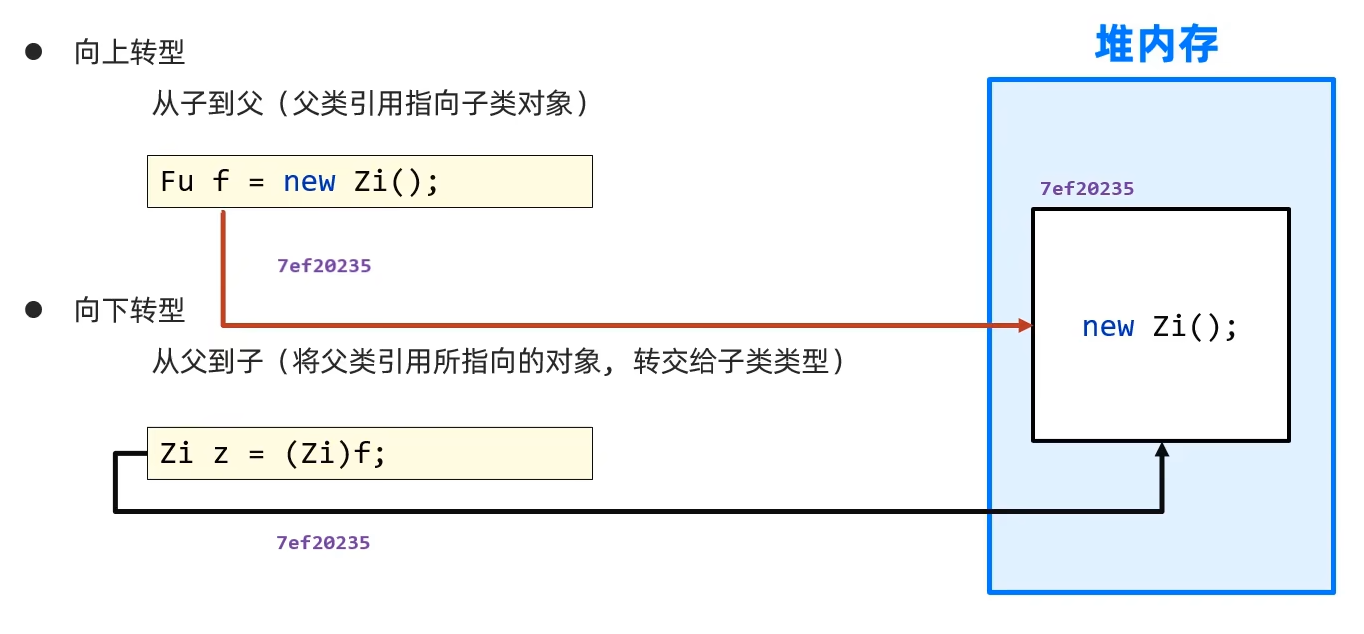 ● 向上转型
从子到父（父类引用指向子类对象）
Fu f = new Zi();
7ef20235
● 向下转型
从父到子（将父类引用所指向的对象, 转交给子类类型）
Zi z = (Zi)f;
7ef20235
堆内存
7ef20235
new Zi();